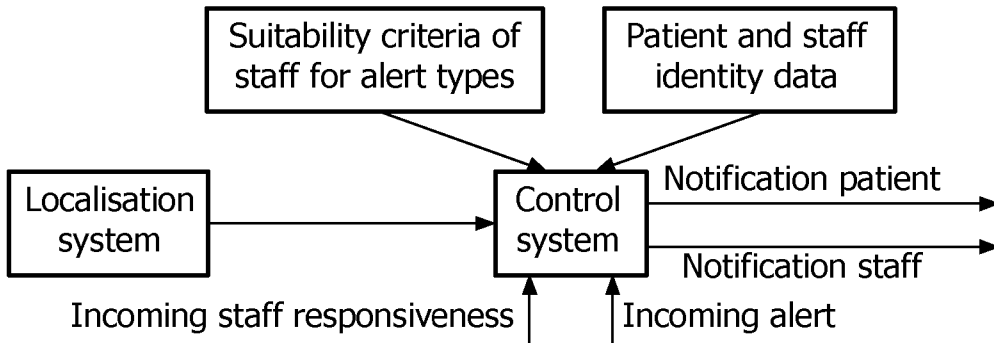 Suitability criteria of
staff for alert types
Patient and staff
identity data
Localisation
system
Control
system
Notification patient
Notification staff
Incoming staff responsiveness
Incoming alert